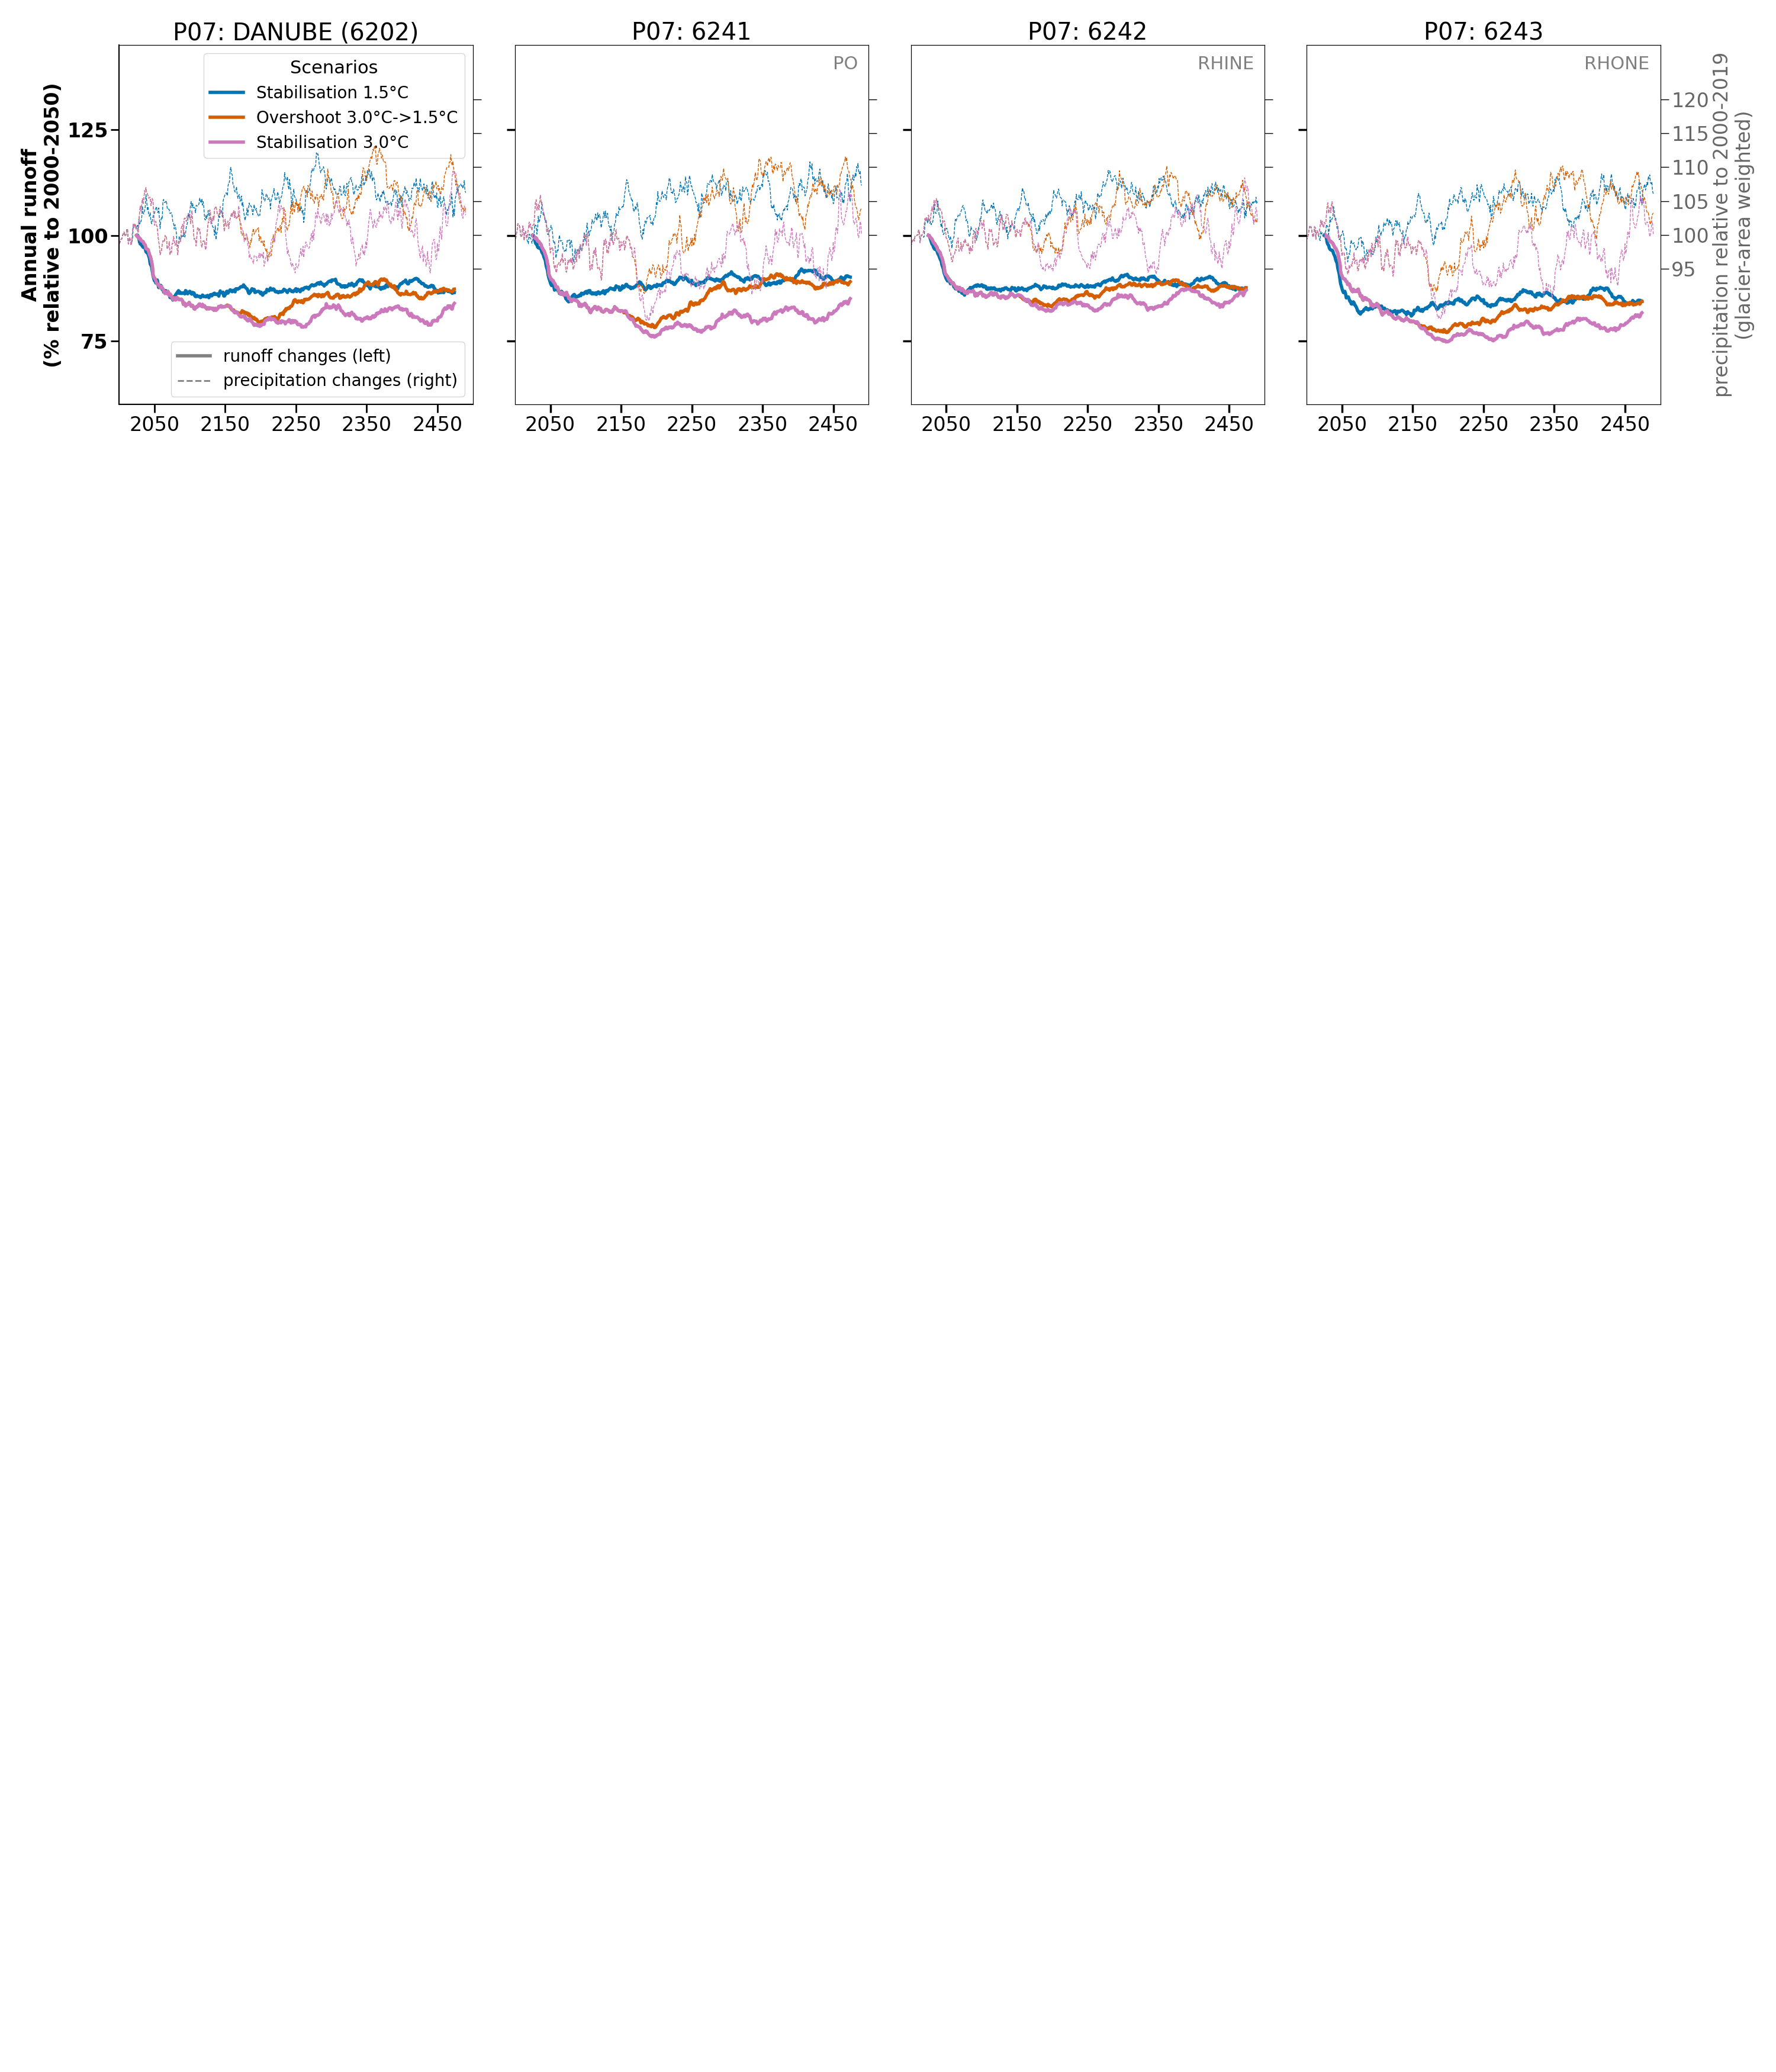 P07: DANUBE (6202)
P07: 6241
P07: 6242
P07: 6243
Annual runoff
(% relative to 2000-2050)
125
100
75
Scenarios
Stabilisation 1.5°C
Overshoot 3.0°C->1.5°C
Stabilisation 3.0°C
runoff changes (left)
precipitation changes (right)
PO
RHINE
RHONE
120
115
110
105
100
95
precipitation relative to 2000-2019
(glacier-area weighted)
2050 2150 2250 2350 2450
2050 2150 2250 2350 2450
2050 2150 2250 2350 2450
2050 2150 2250 2350 2450